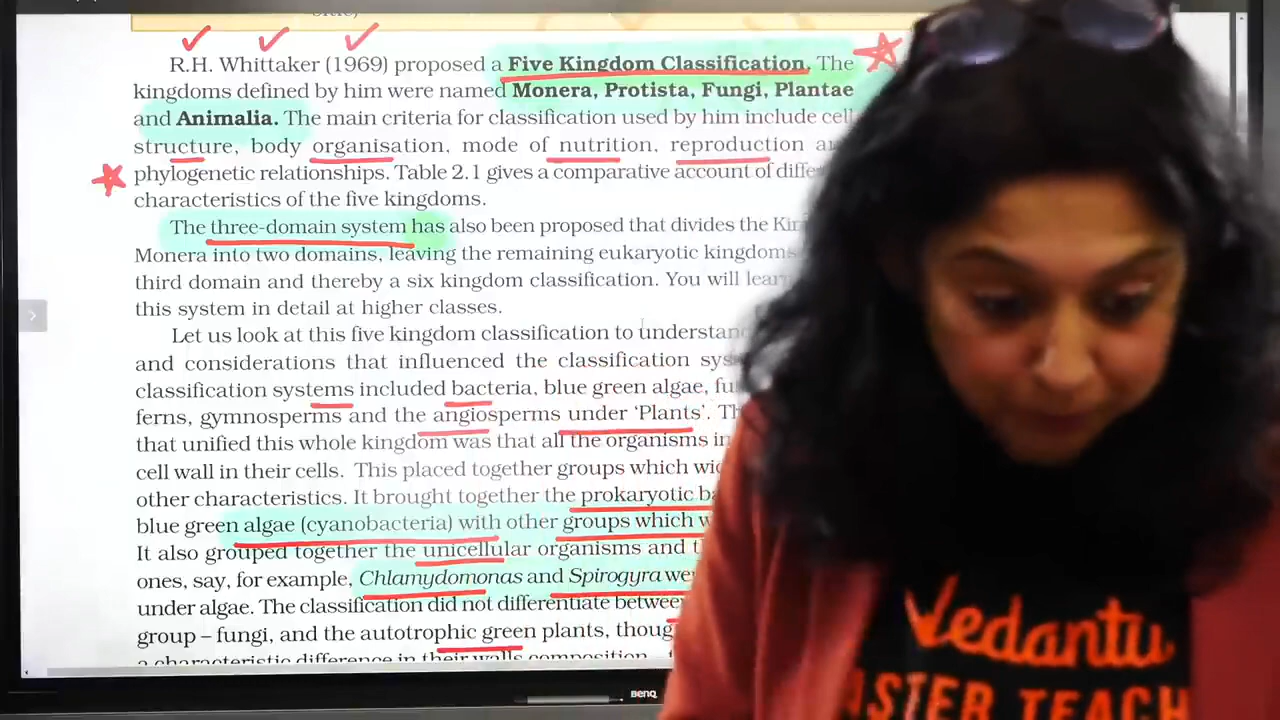 R.H. Whittaker (1969) proposed a Five Kingdom Classification. The
kingdoms defined by him were named Monera, Protista, Fungi, Plantae
and Animalia. The main criteria for classification used by him include cell
structure, body organisation, mode of nutrition, reproduction
phylogenetic relationships. Table 2.1 gives a comparative account of
characteristics of the five kingdoms.
The three-domain system has also been proposed that divides the
Monera into two domains, leaving the remaining eukaryotic kingdoms
third domain and thereby a six kingdom classification. You will
this system in detail at higher classes.
Let us look at this five kingdom classification to
and considerations that influenced the classification
classification systems included bacteria, blue green algae,
ferns, gymnosperms and the angiosperms under ‘Plants’.
that unified this whole kingdom was that all the organisms
cell wall in their cells. This placed together groups which
other characteristics. It brought together the prokaryotic
blue green algae (cyanobacteria) with other groups which
It also grouped together the unicellular organisms and
ones, say, for example, Chlamydomonas and Spirogyra
under algae. The classification did not differentiate
group – fungi, and the autotrophic green plants,
a characteristic difference in their walls composition
BENQ
Vedantu
TEACH